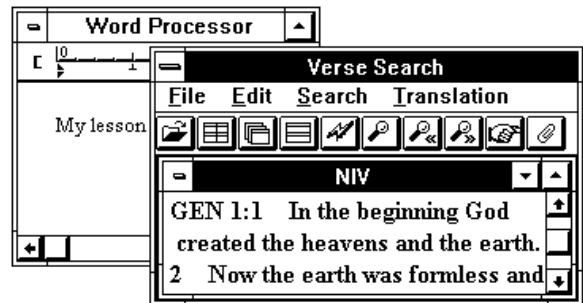 Word Processor
0
My lesson
Verse Search
File Edit Search Translation
NIV
GEN 1:1 In the beginning God
created the heavens and the earth.
2 Now the earth was formless and